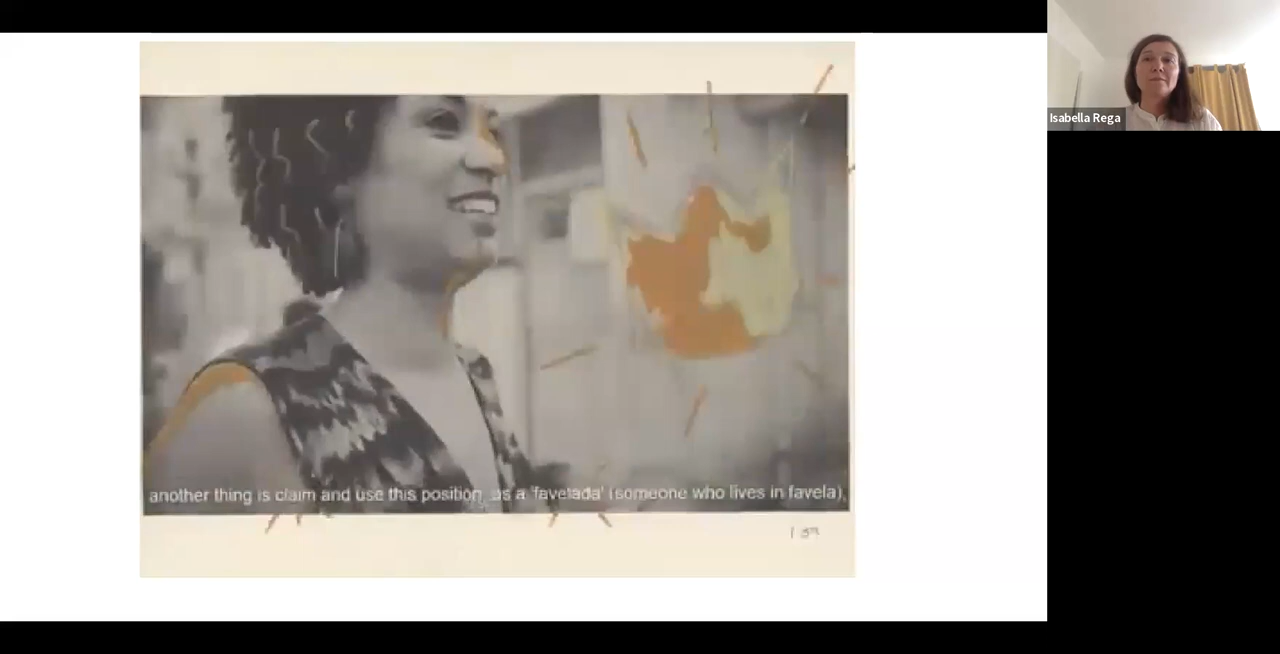 Isabella Rega
another thing is claim and use this position, as a 'favelada' (someone who lives in favela),